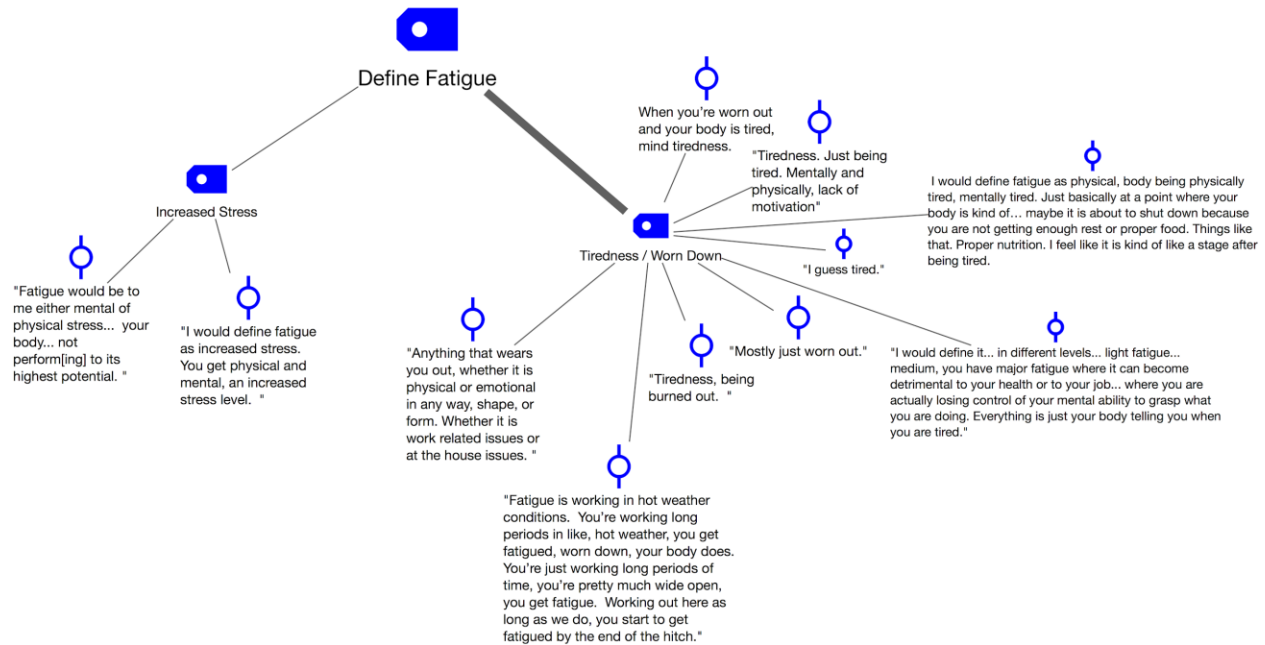 Define Fatigue
Increased Stress
"Fatigue would be to
me either mental of
physical stress... your
body... not
perform[ing] to its
highest potential. "
"I would define fatigue
as increased stress.
You get physical and
mental, an increased
stress level. "
When you're worn out
and your body is tired,
mind tiredness.
"Tiredness. Just being
tired. Mentally and
physically, lack of
motivation"
I would define fatigue as physical, body being physically
tired, mentally tired. Just basically at a point where your
body is kind of... maybe it is about to shut down because
you are not getting enough rest or proper food. Things like
that. Proper nutrition. I feel like it is kind of like a stage after
being tired.
Tiredness / Worn Down
"I guess tired."
"Anything that wears
you out, whether it is
physical or emotional
in any way, shape, or
form. Whether it is
work related issues or
at the house issues. "
"Fatigue is working in hot weather
conditions. You're working long
periods in like, hot weather, you get
fatigued, worn down, your body does.
You're just working long periods of
time, you're pretty much wide open,
you get fatigue. Working out here as
long as we do, you start to get
fatigued by the end of the hitch."
"Tiredness, being
burned out. "
"Mostly just worn out."
"I would define it... in different levels... light fatigue...
medium, you have major fatigue where it can become
detrimental to your health or to your job... where you are
actually losing control of your mental ability to grasp what
you are doing. Everything is just your body telling you when
you are tired."